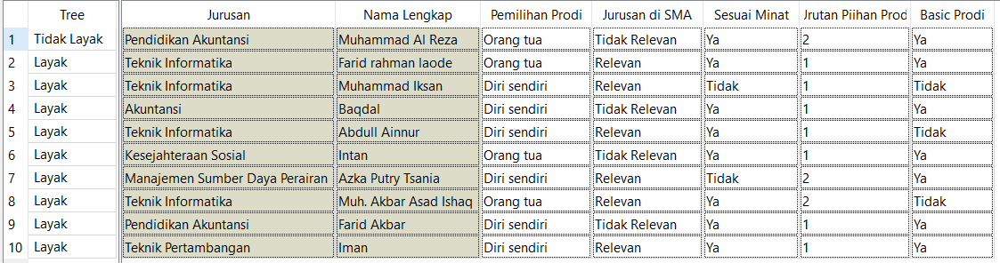 Tree Jurusan Nama Lengkap Pemilihan Prodi Jurusan di SMA Sesuai Minat Jrutan Piihan Prod Basic Prodi
1 Tidak Layak Pendidikan Akuntansi Muhammad Al Reza Orang tua Tidak Relevan Ya 2 Ya
2 Layak Teknik Informatika Farid rahman laode Orang tua Relevan Ya 1 Ya
3 Layak Teknik Informatika Muhammad Iksan Diri sendiri Relevan Tidak 1 Tidak
4 Layak Akuntansi Baqdal Diri sendiri Tidak Relevan Ya 1 Ya
5 Layak Teknik Informatika Abdull Ainnur Diri sendiri Relevan Ya 1 Tidak
6 Layak Kesejahteraan Sosial Intan Orang tua Tidak Relevan Ya 1 Ya
7 Layak Manajemen Sumber Daya Perairan Azka Putry Tsania Diri sendiri Relevan Tidak 2 Ya
8 Layak Teknik Informatika Muh. Akbar Asad Ishaq Orang tua Relevan Ya 2 Tidak
9 Layak Pendidikan Akuntansi Farid Akbar Diri sendiri Tidak Relevan Ya 1 Ya
10 Layak Teknik Pertambangan Iman Diri sendiri Relevan Ya 1 Ya